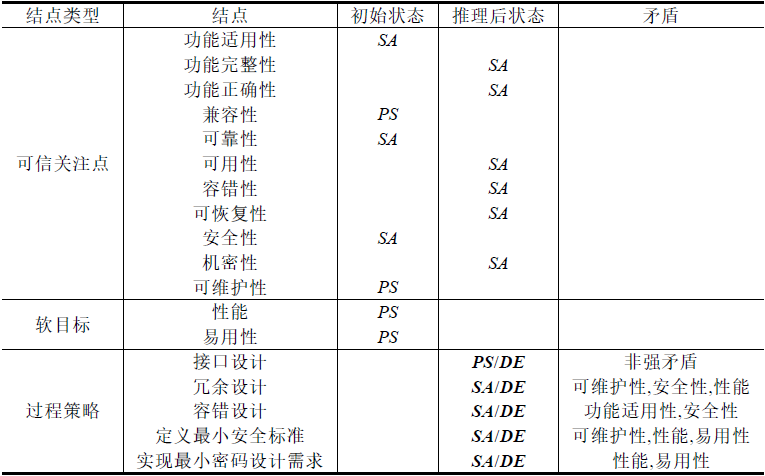 结点类型 结点 初始状态 推理后状态 矛盾
功能适用性 SA
功能完整性 SA
功能正确性 SA
兼容性 PS
可靠性 SA
可信关注点 可用性 SA
容错性 SA
可恢复性 SA
安全性 SA
机密性 SA
可维护性 PS
软目标 性能 PS
易用性 PS
接口设计 PS/DE 非强矛盾
冗余设计 SA/DE 可维护性,安全性,性能
过程策略 容错设计 SA/DE 功能适用性,安全性
定义最小安全标准 SA/DE 可维护性,性能,易用性
实现最小密码设计需求 SA/DE 性能,易用性